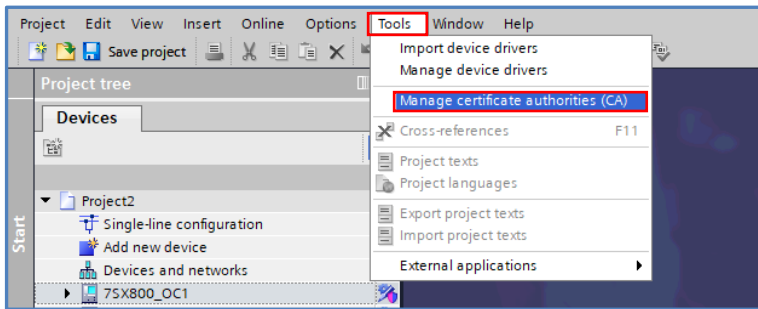 Project Edit View Insert Online Options Tools Window Help
Save project
Import device drivers
Manage device drivers
Manage certificate authorities (CA)
Cross-references F11
Project texts
Project languages
Export project texts
Import project texts
External applications
Project tree
Devices
Start
Project2
Single-line configuration
Add new device
Devices and networks
7SX800_OC1